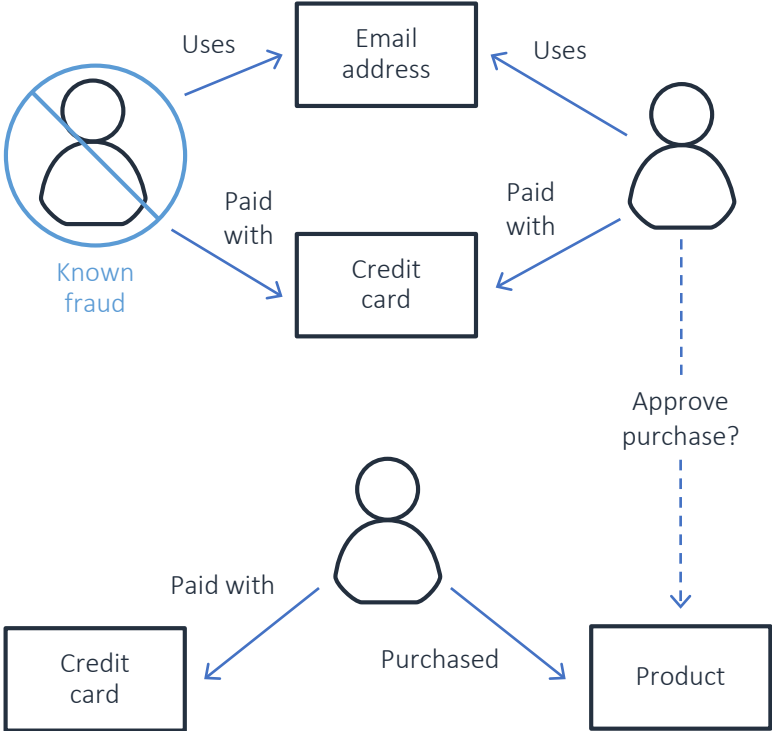 Uses
Email
address
Uses
Paid
with
Paid
with
Known
fraud
Credit
card
Approve
purchase?
Paid with
Purchased
Credit
card
Product